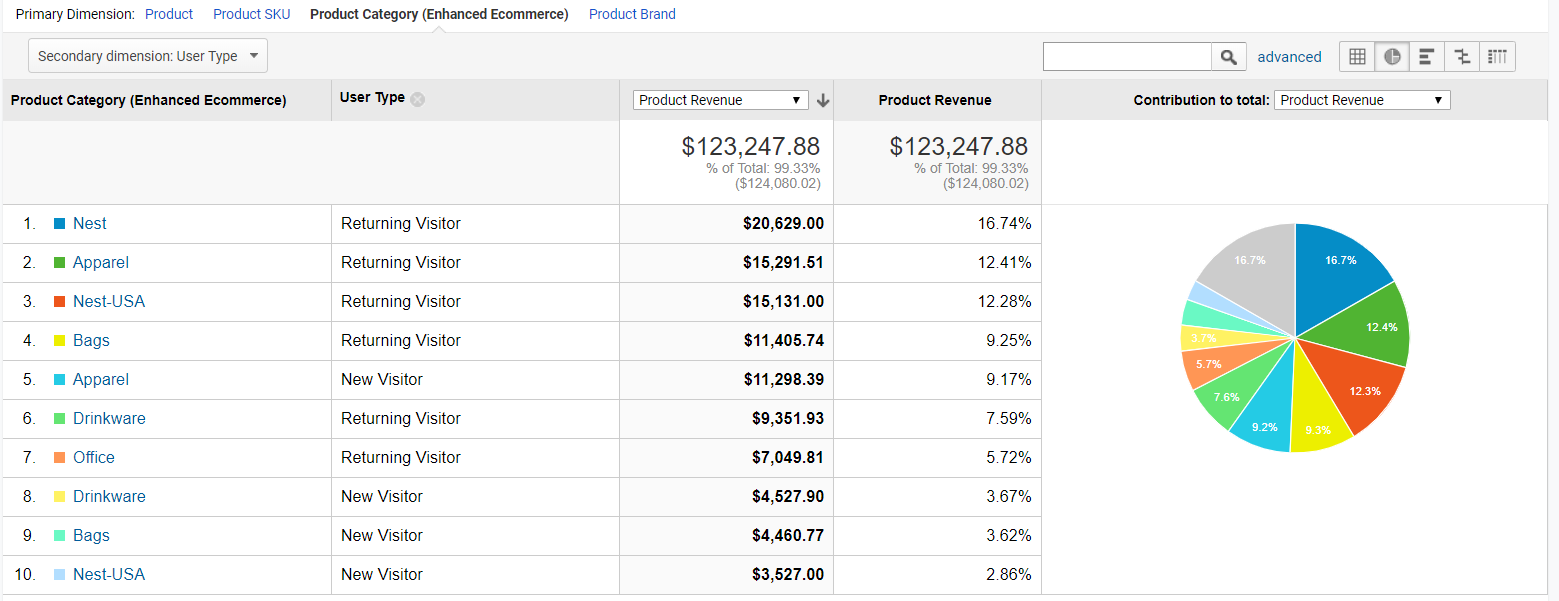 Primary Dimension: Product Product SKU Product Category (Enhanced Ecommerce) Product Brand
Secondary dimension: User Type advanced
Product Category (Enhanced Ecommerce) User Type Product Revenue Product Revenue Contribution to total: Product Revenue
$123,247.88 $123,247.88
% of Total: 99.33% % of Total: 99.33%
($124,080.02) ($124,080.02)
1. Nest Returning Visitor $20,629.00 16.74%
2. Apparel Returning Visitor $15,291.51 12.41%
3. Nest-USA Returning Visitor $15,131.00 12.28%
4. Bags Returning Visitor $11,405.74 9.25%
5. Apparel New Visitor $11,298.39 9.17%
6. Drinkware Returning Visitor $9,351.93 7.59%
7. Office Returning Visitor $7,049.81 5.72%
8. Drinkware New Visitor $4,527.90 3.67%
9. Bags New Visitor $4,460.77 3.62%
10. Nest-USA New Visitor $3,527.00 2.86%
16.7% 16.7%
12.4%
3.7%
5.7%
12.3%
7.6%
9.2% 9.3%